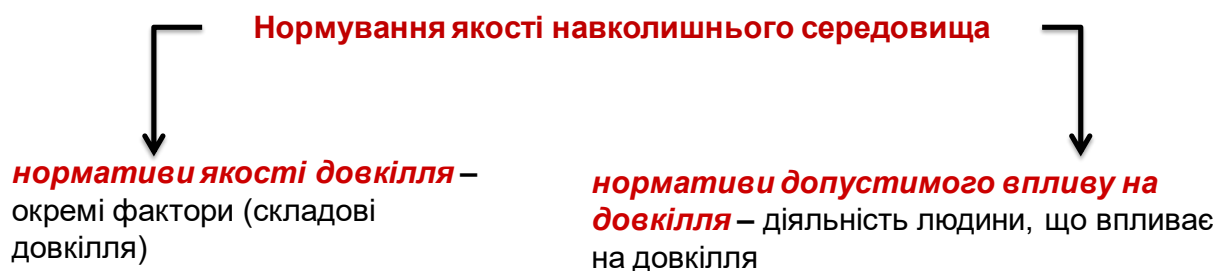 Нормування якості навколишнього середовища
нормативи якості довкілля –
окремі фактори (складові
довкілля)
нормативи допустимого впливу на
довкілля – діяльність людини, що впливає
на довкілля